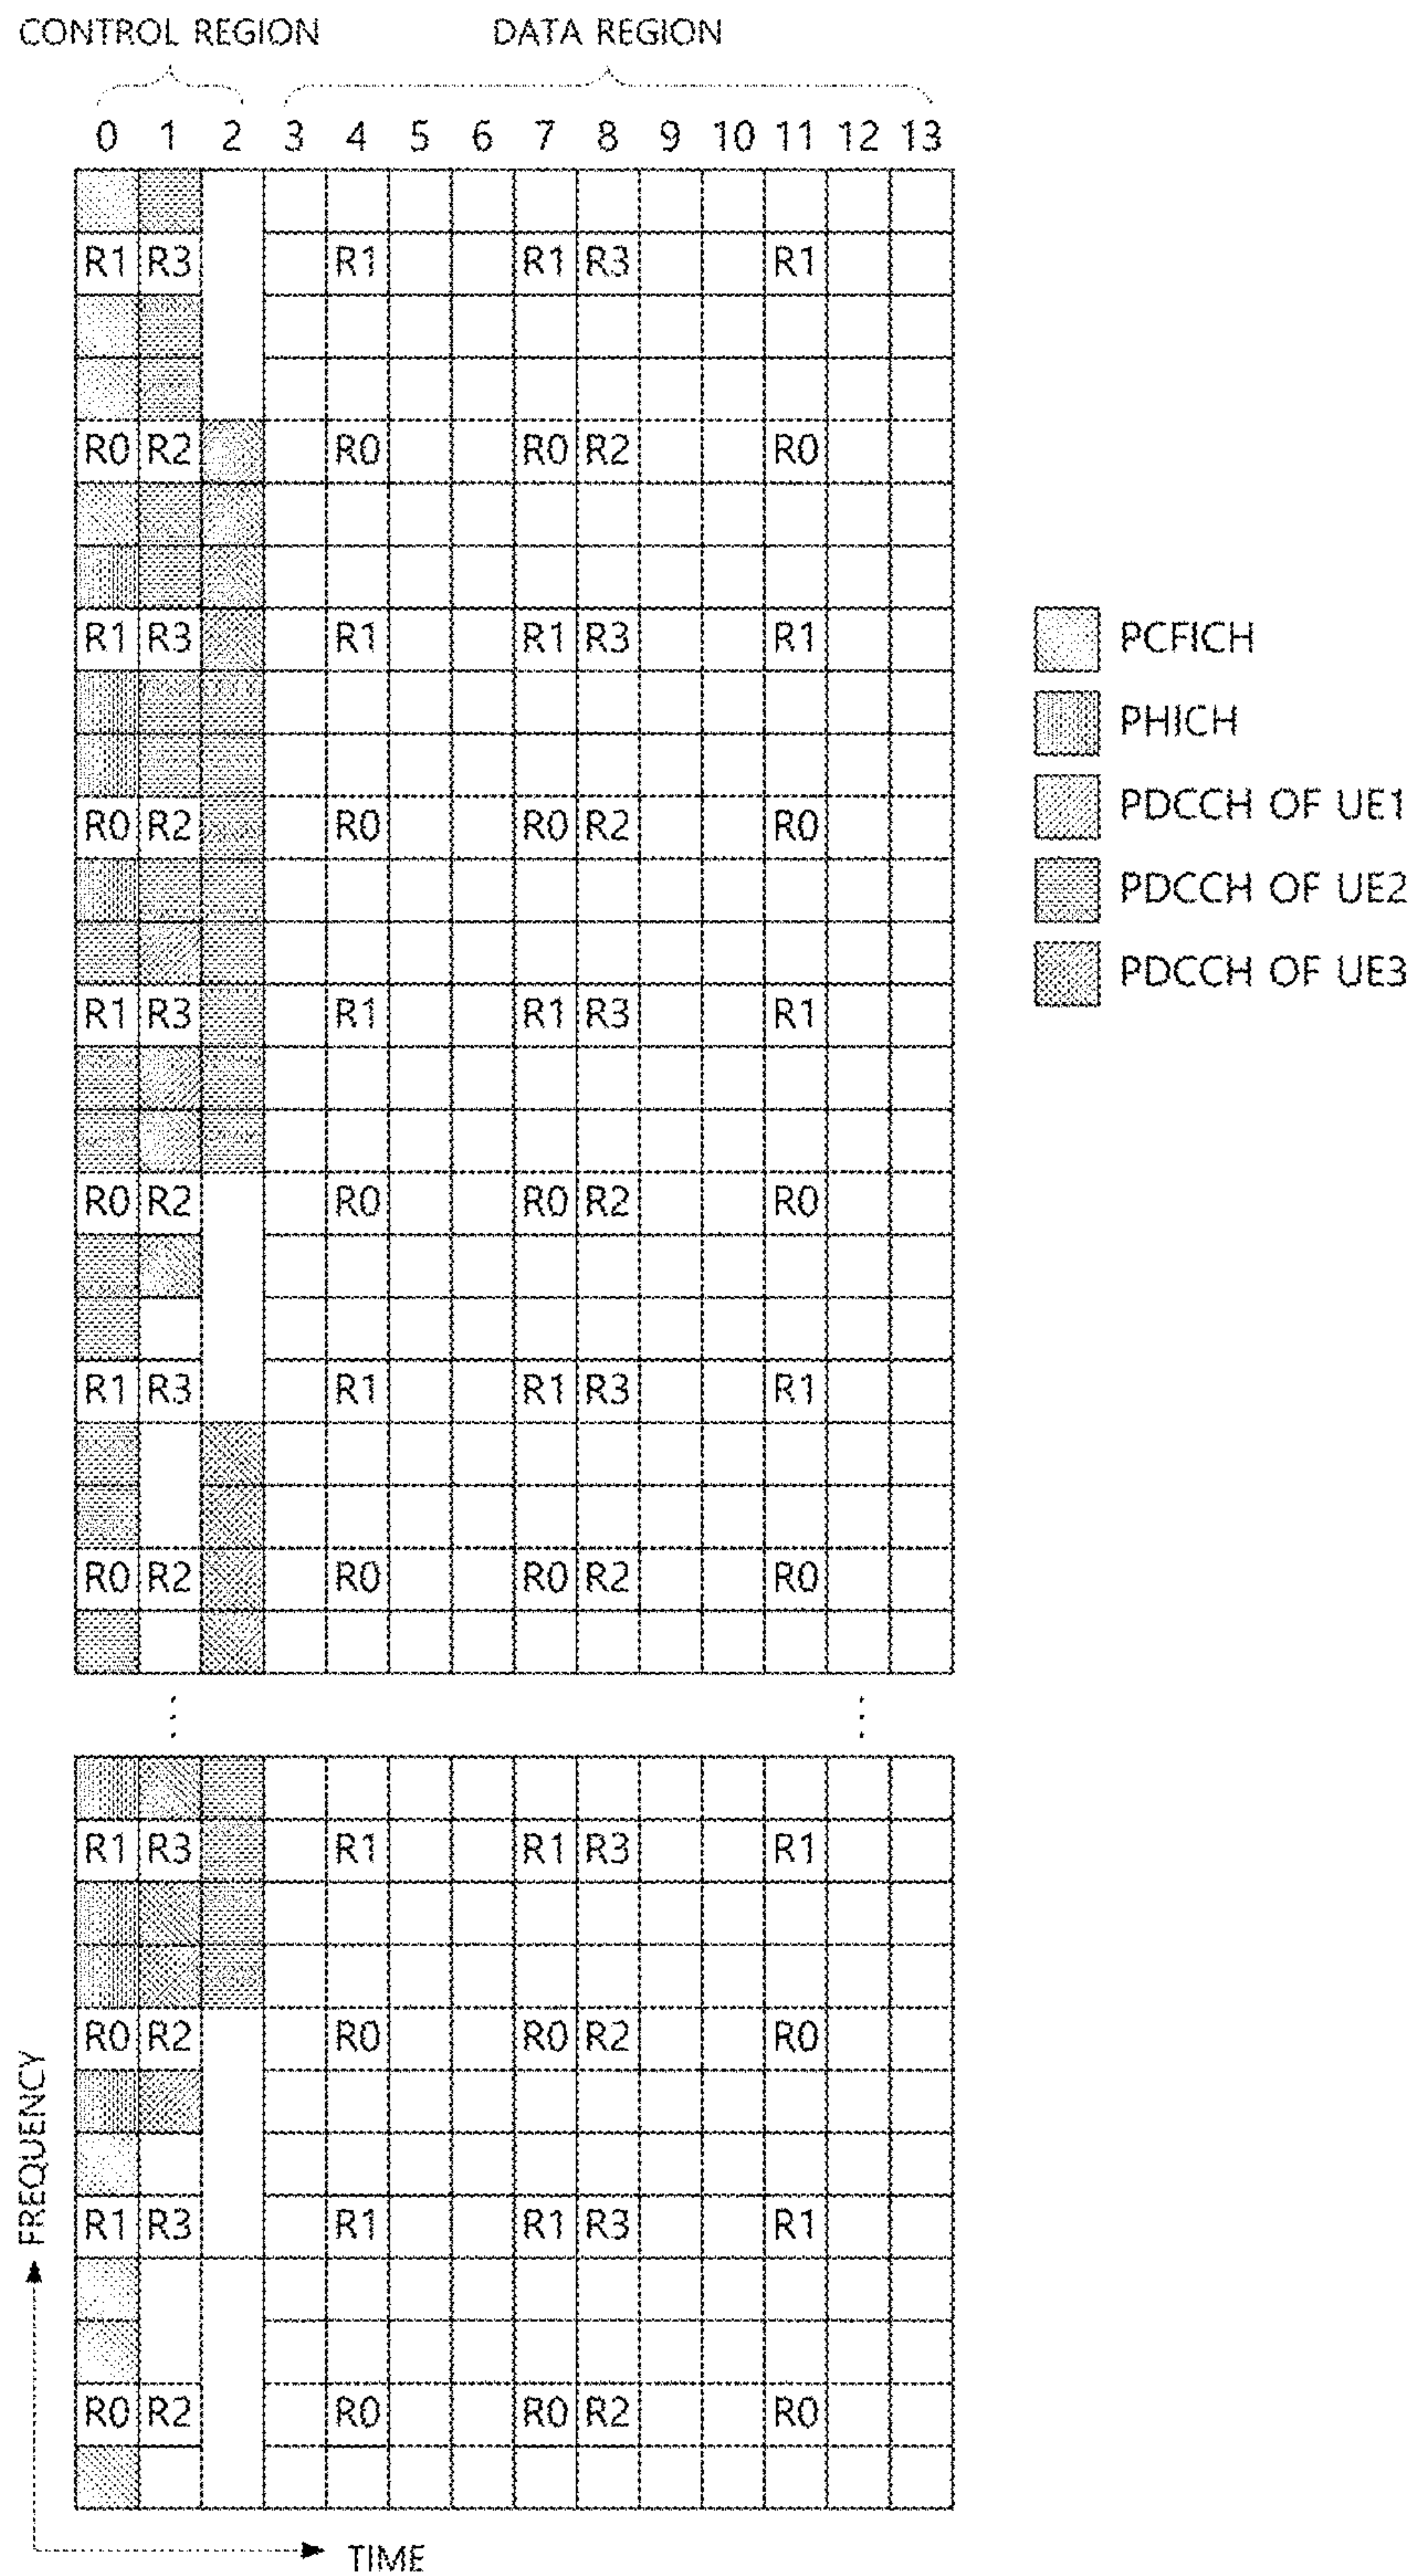 CONTROL REGION DATA REGION
0 1 2 3 4 5 6 7 8 9 10 11 12 13
R1 R3 R1 R1 R3 R1
R0 R2 R0 R0 R2 R0
R1 R3 R1 R1 R3 R1
R0 R2 R0 R0 R2 R0
R1 R3 R1 R1 R3 R1
R0 R2 R0 R0 R2 R0
R1 R3 R1 R1 R3 R1
R0 R2 R0 R0 R2 R0
PCFICH
PHICH
PDCCH OF UE1
PDCCH OF UE2
PDCCH OF UE3
R1 R3 R1 R1 R3 R1
R0 R2 R0 R0 R2 R0
R1 R3 R1 R1 R3 R1
R0 R2 R0 R0 R2 R0
FREQUENCY
TIME